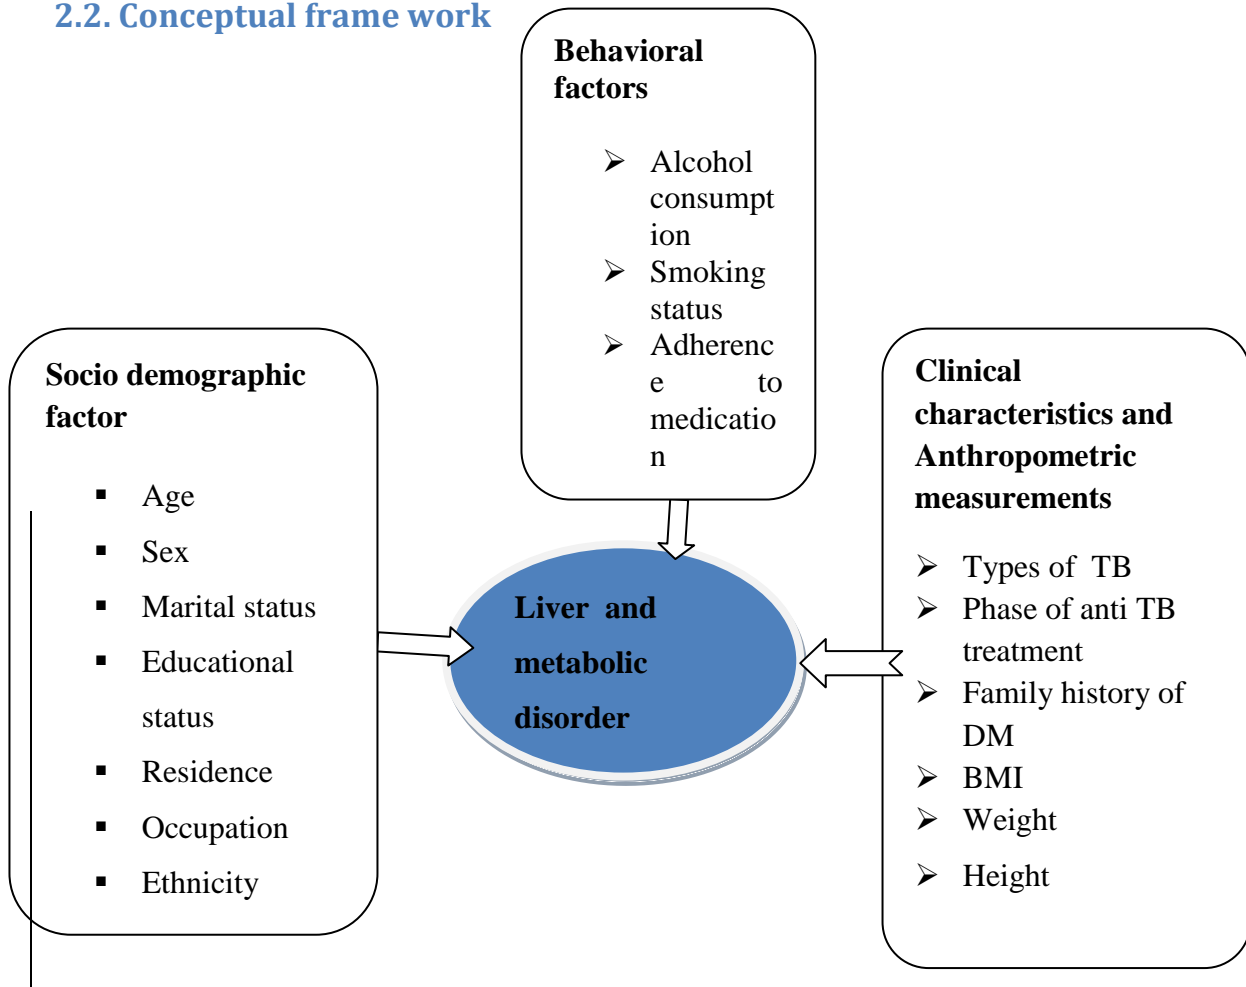 2.2. Conceptual frame work
Behavioral
factors
➢ Alcohol
consumpt
ion
➢ Smoking
status
➢ Adherenc
e to
medicatio
n
Socio demographic
factor
▪ Age
▪ Sex
▪ Marital status
▪ Educational
status
▪ Residence
▪ Occupation
▪ Ethnicity
Liver and
metabolic
disorder
Clinical
characteristics and
Anthropometric
measurements
➢ Types of TB
➢ Phase of anti TB
treatment
➢ Family history of
DM
➢ BMI
➢ Weight
➢ Height